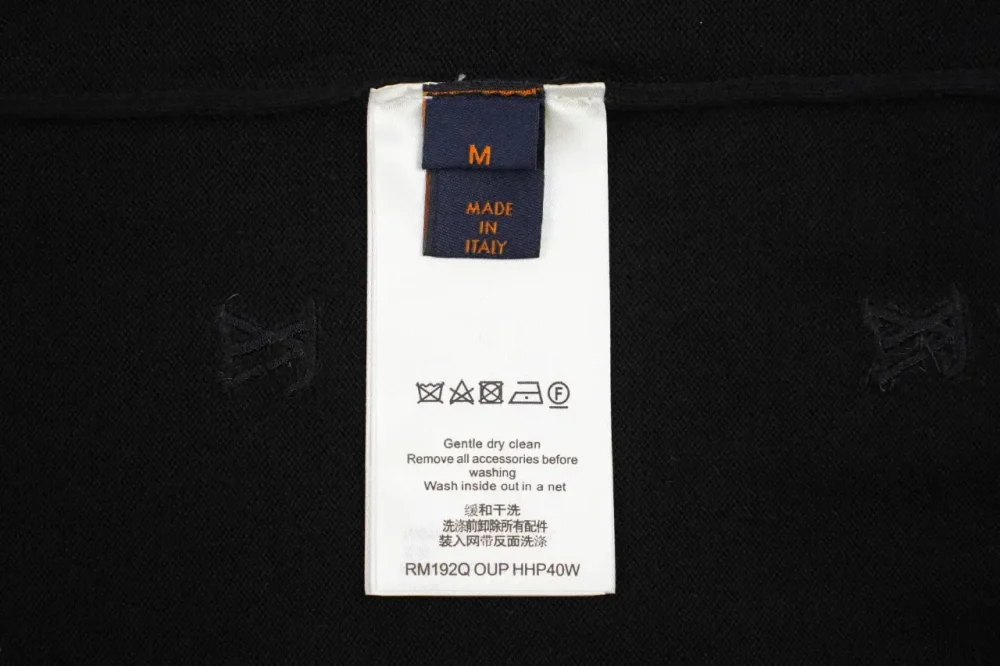 M
MADE
IN
ITALY
Gentle dry clean
Remove all accessories before
washing
Wash inside out in a net
缓和干洗
洗涤前卸除所有配件
装入网带反面洗涤
RM192Q OUP HHP40W